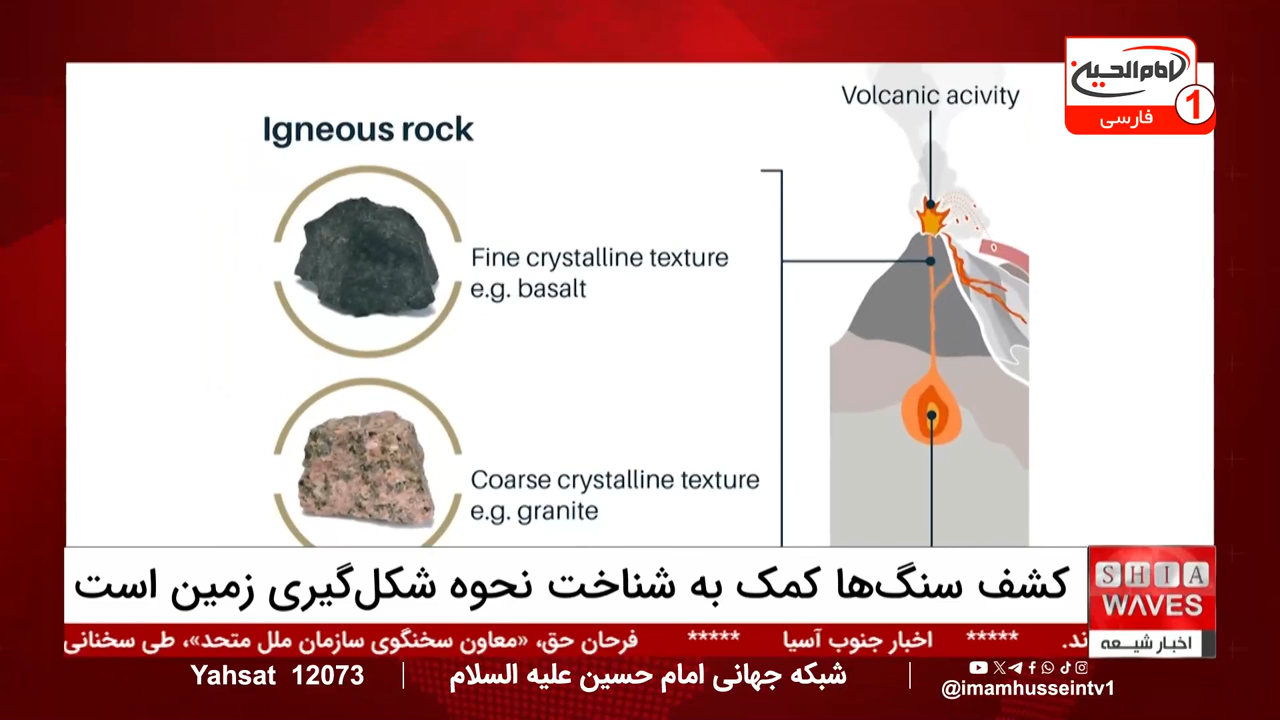 امام الحسین
فارسی
1
Volcanic acivity
Igneous rock
Fine crystalline texture
e.g. basalt
Coarse crystalline texture
e.g. granite
کشف سنگ‌ها کمک به شناخت نحوه شکل‌گیری زمین است
SHIA
WAVES
اخبار شیعه
ند. ***** اخبار جنوب آسیا ***** فرحان حق، «معاون سخنگوی سازمان ملل متحد»، طی سخنانی
Yahsat 12073
شبکه جهانی امام حسین علیه السلام
@imamhusseintv1